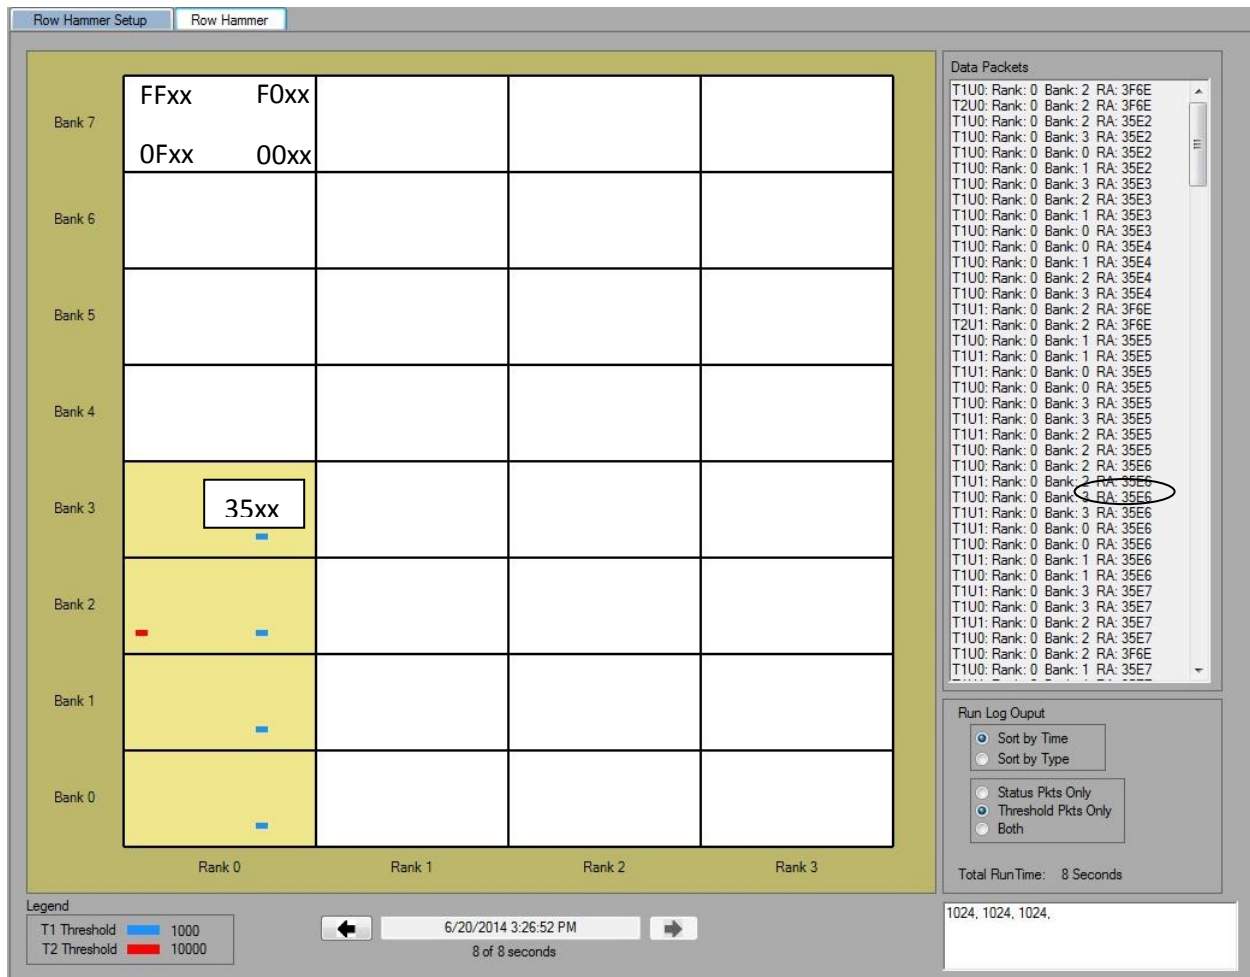 Row Hammer Setup
Row Hammer
Bank 7
Bank 6
Bank 5
Bank 4
Bank 3
Bank 2
Bank 1
Bank 0
FFxx F0xx
0Fxx 00xx
35xx
Rank 0
Rank 1
Rank 2
Rank 3
Data Packets
T1U0: Rank: 0 Bank: 2 RA: 3F6E
T2U0: Rank: 0 Bank: 2 RA: 3F6E
T1U0: Rank: 0 Bank: 2 RA: 35E2
T1U0: Rank: 0 Bank: 3 RA: 35E2
T1U0: Rank: 0 Bank: 0 RA: 35E2
T1U0: Rank: 0 Bank: 1 RA: 35E2
T1U0: Rank: 0 Bank: 3 RA: 35E3
T1U0: Rank: 0 Bank: 2 RA: 35E3
T1U0: Rank: 0 Bank: 1 RA: 35E3
T1U0: Rank: 0 Bank: 0 RA: 35E3
T1U0: Rank: 0 Bank: 0 RA: 35E4
T1U0: Rank: 0 Bank: 1 RA: 35E4
T1U0: Rank: 0 Bank: 2 RA: 35E4
T1U0: Rank: 0 Bank: 3 RA: 35E4
T1U1: Rank: 0 Bank: 2 RA: 3F6E
T2U1: Rank: 0 Bank: 2 RA: 3F6E
T1U0: Rank: 0 Bank: 1 RA: 35E5
T1U1: Rank: 0 Bank: 1 RA: 35E5
T1U1: Rank: 0 Bank: 0 RA: 35E5
T1U0: Rank: 0 Bank: 0 RA: 35E5
T1U0: Rank: 0 Bank: 3 RA: 35E5
T1U1: Rank: 0 Bank: 3 RA: 35E5
T1U1: Rank: 0 Bank: 2 RA: 35E5
T1U0: Rank: 0 Bank: 2 RA: 35E5
T1U0: Rank: 0 Bank: 2 RA: 35E6
T1U1: Rank: 0 Bank: 2 RA: 35E6
T1U0: Rank: 0 Bank: 3 RA: 35E6
T1U1: Rank: 0 Bank: 3 RA: 35E6
T1U1: Rank: 0 Bank: 0 RA: 35E6
T1U0: Rank: 0 Bank: 0 RA: 35E6
T1U1: Rank: 0 Bank: 1 RA: 35E6
T1U0: Rank: 0 Bank: 1 RA: 35E6
T1U1: Rank: 0 Bank: 3 RA: 35E7
T1U0: Rank: 0 Bank: 3 RA: 35E7
T1U1: Rank: 0 Bank: 2 RA: 35E7
T1U0: Rank: 0 Bank: 2 RA: 35E7
T1U0: Rank: 0 Bank: 2 RA: 3F6E
T1U0: Rank: 0 Bank: 1 RA: 35E7
Run Log Ouput
Sort by Time
Sort by Type
Status Pkts Only
Threshold Pkts Only
Both
Total RunTime: 8 Seconds
Legend
T1 Threshold 1000
T2 Threshold 10000
6/20/2014 3:26:52 PM
8 of 8 seconds
1024, 1024, 1024,